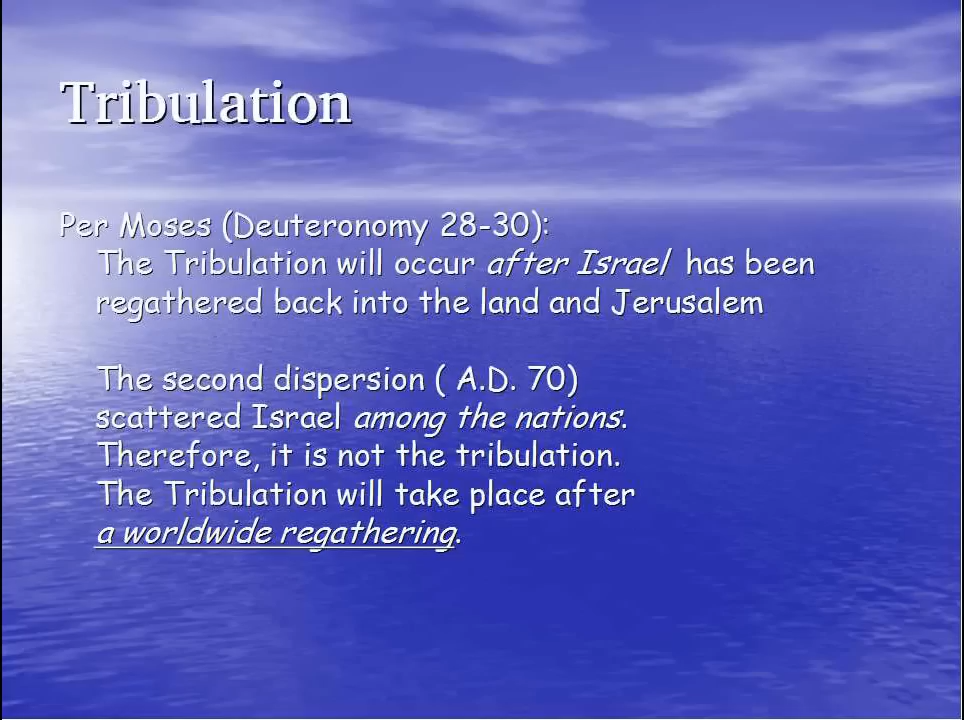 Tribulation
Per Moses (Deuteronomy 28-30):
The Tribulation will occur after Israel has been
regathered back into the land and Jerusalem
The second dispersion ( A.D. 70)
scattered Israel among the nations.
Therefore, it is not the tribulation.
The Tribulation will take place after
a worldwide regathering.